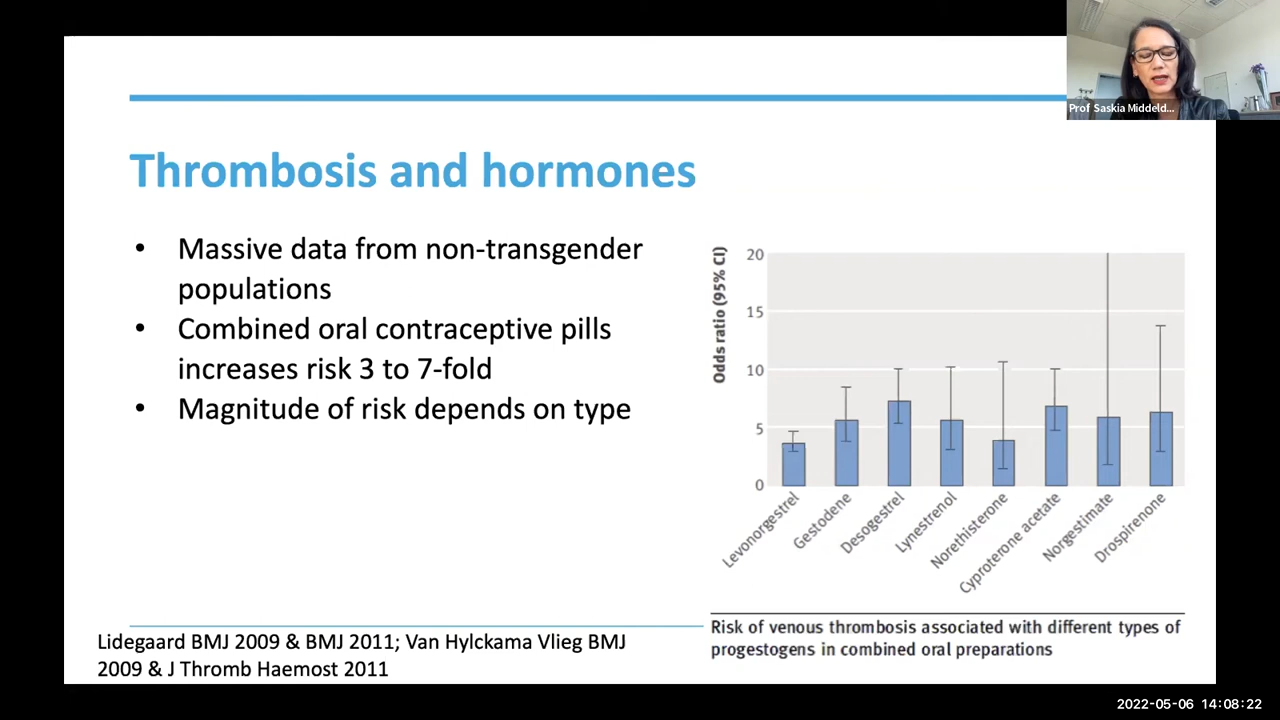 Prof Saskia Middeld...
Thrombosis and hormones
• Massive data from non-transgender
populations
• Combined oral contraceptive pills
increases risk 3 to 7-fold
• Magnitude of risk depends on type
Odds ratio (95% CI)
20
15
10
5
0
Levonorgestrel
Gestodene
Desogestrel
Lynestrenol
Norethisterone
Cyproterone acetate
Norgestimate
Drospirenone
Risk of venous thrombosis associated with different types of
progestogens in combined oral preparations
Lidegaard BMJ 2009 & BMJ 2011; Van Hylckama Vlieg BMJ
2009 & J Thromb Haemost 2011
2022-05-06 14:08:22